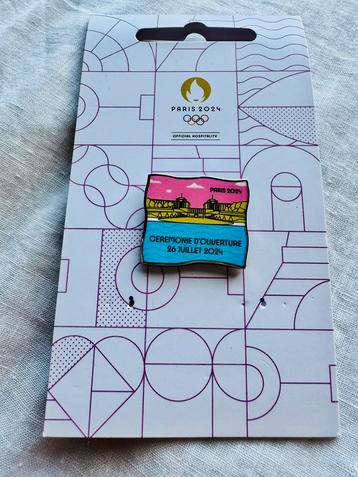 PARIS 2024
OFFICIAL HOSPITALITY
PARIS 2024
CEREMONIE D'OUVERTURE
26 JUILLET 2024